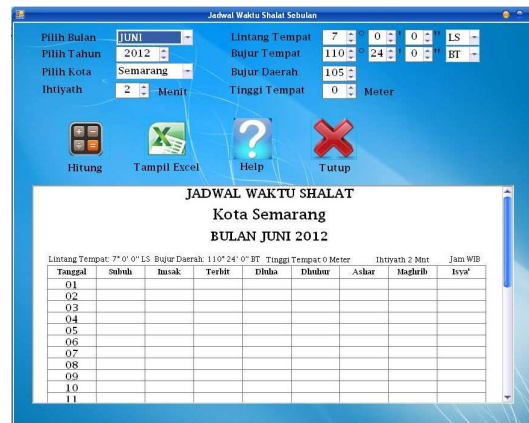 Jadwal Waktu Shalat Sebulan
Pilih Bulan JUNI Lintang Tempat 7 ° 0 ' 0 " LS
Pilih Tahun 2012 Bujur Tempat 110 ° 24 ' 0 " BT
Pilih Kota Semarang Bujur Daerah 105
Ihtiyath 2 Menit Tinggi Tempat 0 Meter
Hitung Tampil Excel Help Tutup
JADWAL WAKTU SHALAT
Kota Semarang
BULAN JUNI 2012
Lintang Tempat: 7° 0' 0" LS Bujur Daerah: 110° 24' 0" BT Tinggi Tempat 0 Meter Ihtiyath 2 Mnt Jam WIB
Tanggal Subuh Imsak Terbit Dluha Dhuhur Ashar Maghrib Isya'
01
02
03
04
05
06
07
08
09
10
11